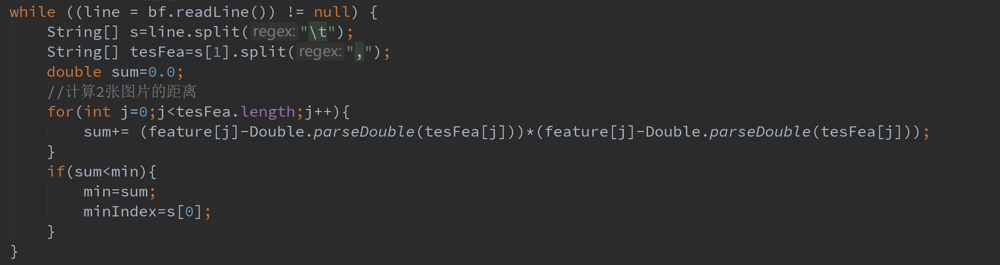 while ((line = bf.readLine()) != null) {
String[] s=line.split( regex: "\t");
String[] tesFea=s[1].split( regex: ",");
double sum=0.0;
//计算2张图片的距离
for(int j=0;j<tesFea.length;j++){
sum+= (feature[j]-Double.parseDouble(tesFea[j]))*(feature[j]-Double.parseDouble(tesFea[j]));
}
if(sum<min){
min=sum;
minIndex=s[0];
}
}